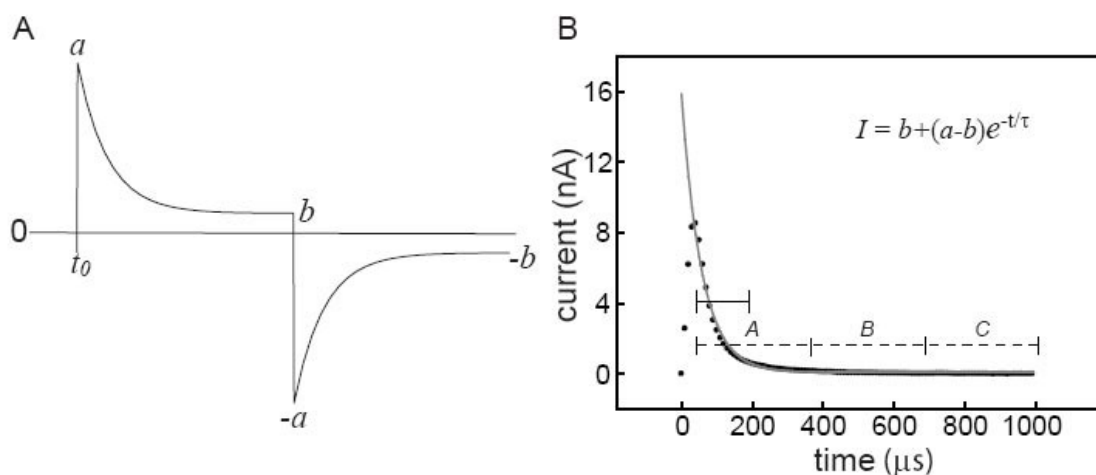 A
a
0
b
-b
t0
-a
B
I = b+(a-b)e-t/τ
current (nA)
16
12
8
4
0
A
B
C
0
200
400
600
800
1000
time (μs)